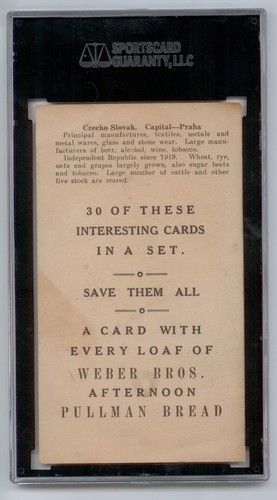 SPORTSCARD
GUARANTY, LLC
Czecho Slovak. Capital—Praha
Principal manufactures, textiles, metals and
metal wares, glass and stone wear. Large manu-
facturers of beer, alcohol, wine, tobacco.
Independent Republic since 1919. Wheat, rye,
oats and grapes largely grown, also sugar beets
and tobacco. Large number of cattle and other
live stock are reared.
30 OF THESE
INTERESTING CARDS
IN A SET.
SAVE THEM ALL
A CARD WITH
EVERY LOAF OF
WEBER BROS.
AFTERNOON
PULLMAN BREAD